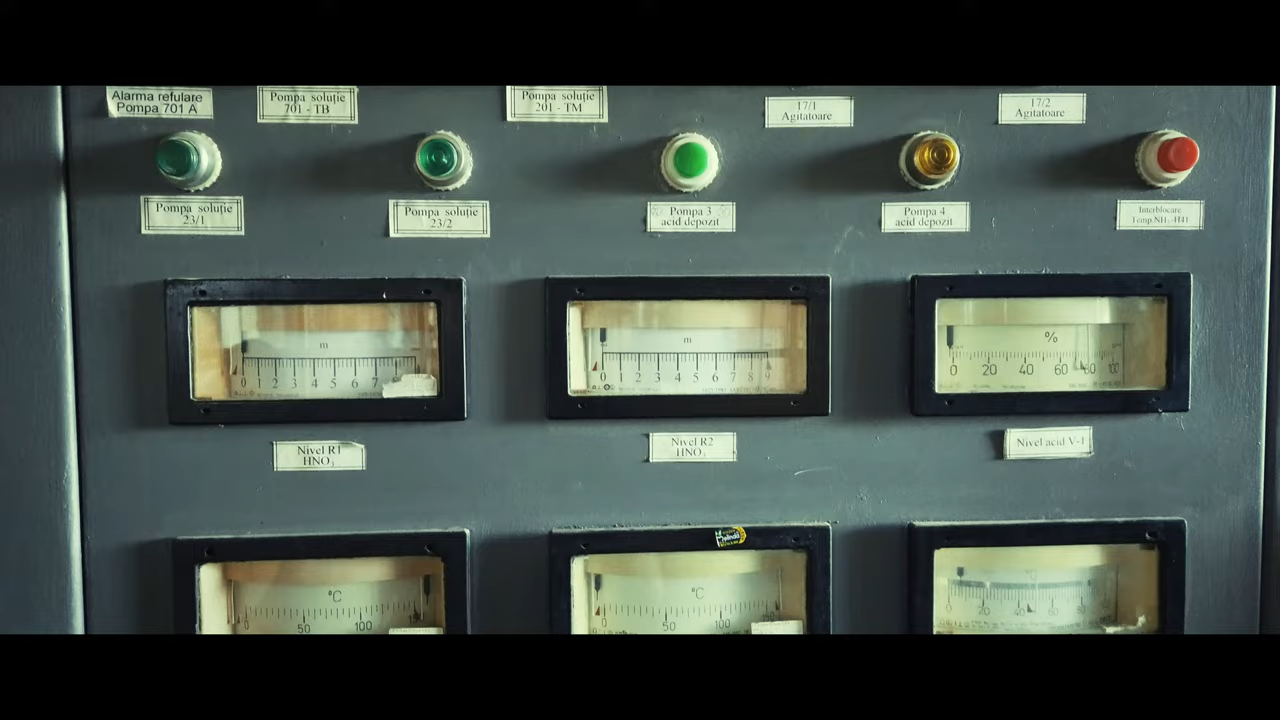 Alarma refulare
Pompa 701 A
Pompa soluție
701 - TB
Pompa soluție
201 - TM
17/1
Agitatoare
17/2
Agitatoare
Pompa soluție
23/1
Pompa soluție
23/2
Pompa 3
acid depozit
Pompa 4
acid depozit
Interblocare
Temp.NH₃-H41
m
0 1 2 3 4 5 6 7
m
0 1 2 3 4 5 6 7 8 9
%
0 20 40 60 80 100
Nivel R1
HNO₃
Nivel R2
HNO₃
Nivel acid V-1
°C
0 50 100
°C
0 50 100
°C
0 20 40 60 80